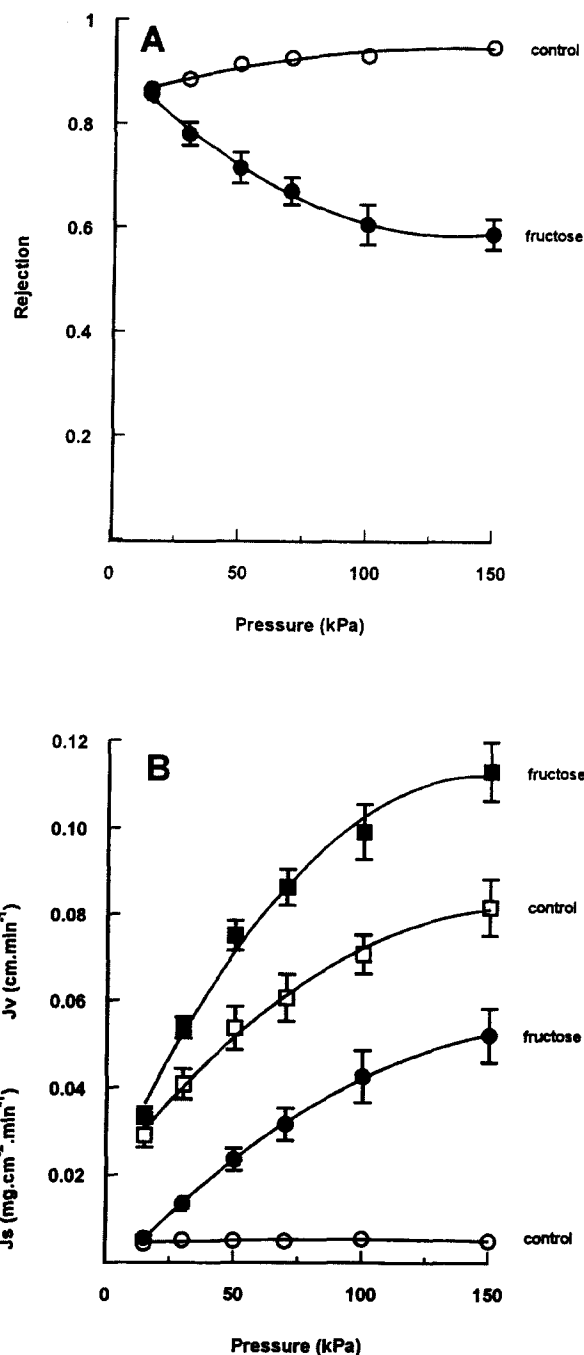 1
A
control
0.8
0.6
fructose
Rejection
0.4
0.2
0 50 100 150
Pressure (kPa)
0.12
B
fructose
0.10
control
0.08
Jv (cm.min⁻¹)
0.06
fructose
0.04
Js (mg.cm⁻².min⁻¹)
0.02
control
0 50 100 150
Pressure (kPa)